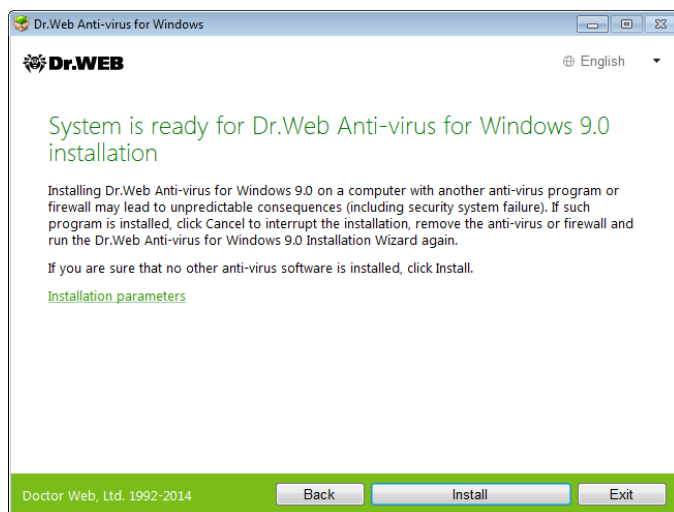 Dr.Web Anti-virus for Windows
Dr.WEB
English
System is ready for Dr.Web Anti-virus for Windows 9.0
installation
Installing Dr.Web Anti-virus for Windows 9.0 on a computer with another anti-virus program or
firewall may lead to unpredictable consequences (including security system failure). If such
program is installed, click Cancel to interrupt the installation, remove the anti-virus or firewall and
run the Dr.Web Anti-virus for Windows 9.0 Installation Wizard again.
If you are sure that no other anti-virus software is installed, click Install.
Installation parameters
Doctor Web, Ltd. 1992-2014
Back
Install
Exit